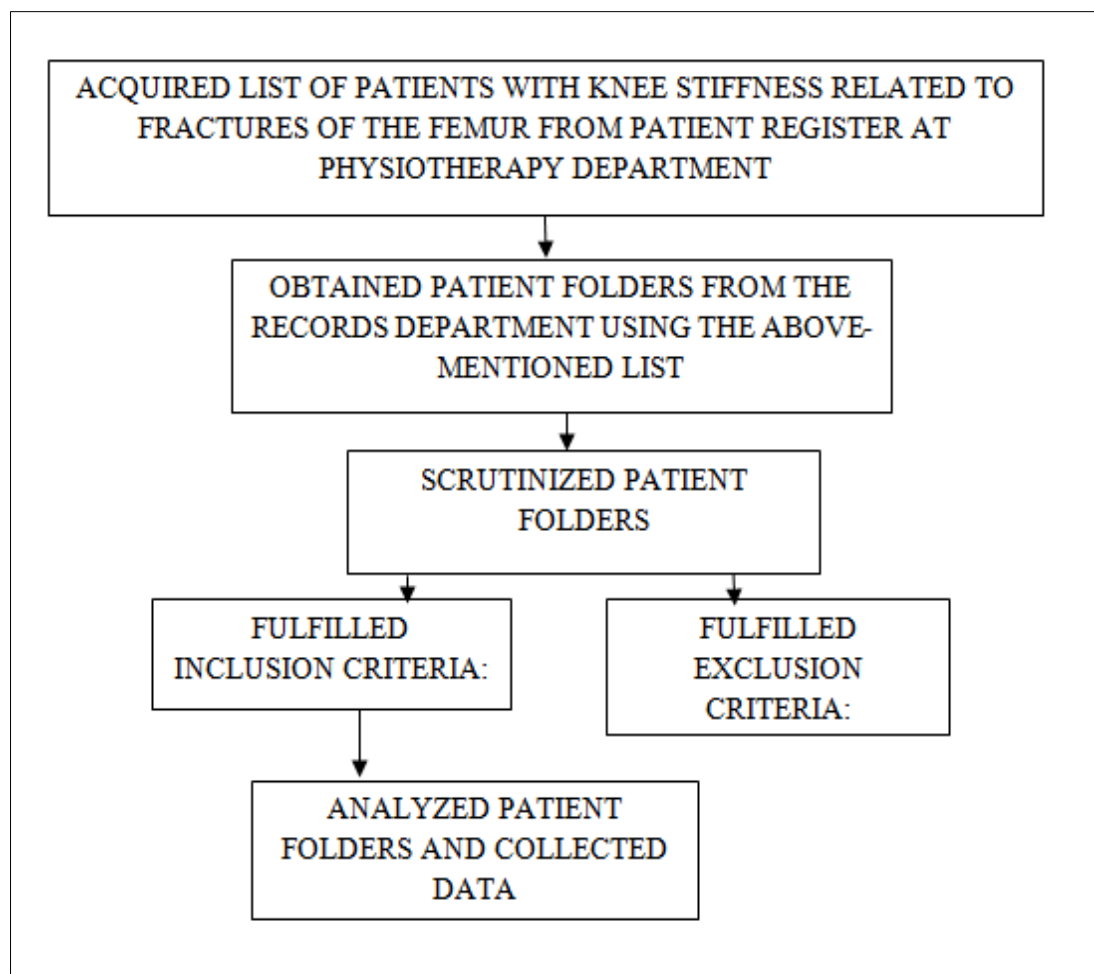 ACQUIRED LIST OF PATIENTS WITH KNEE STIFFNESS RELATED TO
FRACTURES OF THE FEMUR FROM PATIENT REGISTER AT
PHYSIOTHERAPY DEPARTMENT
OBTAINED PATIENT FOLDERS FROM THE
RECORDS DEPARTMENT USING THE ABOVE-
MENTIONED LIST
SCRUTINIZED PATIENT
FOLDERS
FULFILLED
INCLUSION CRITERIA:
FULFILLED
EXCLUSION
CRITERIA:
ANALYZED PATIENT
FOLDERS AND COLLECTED
DATA